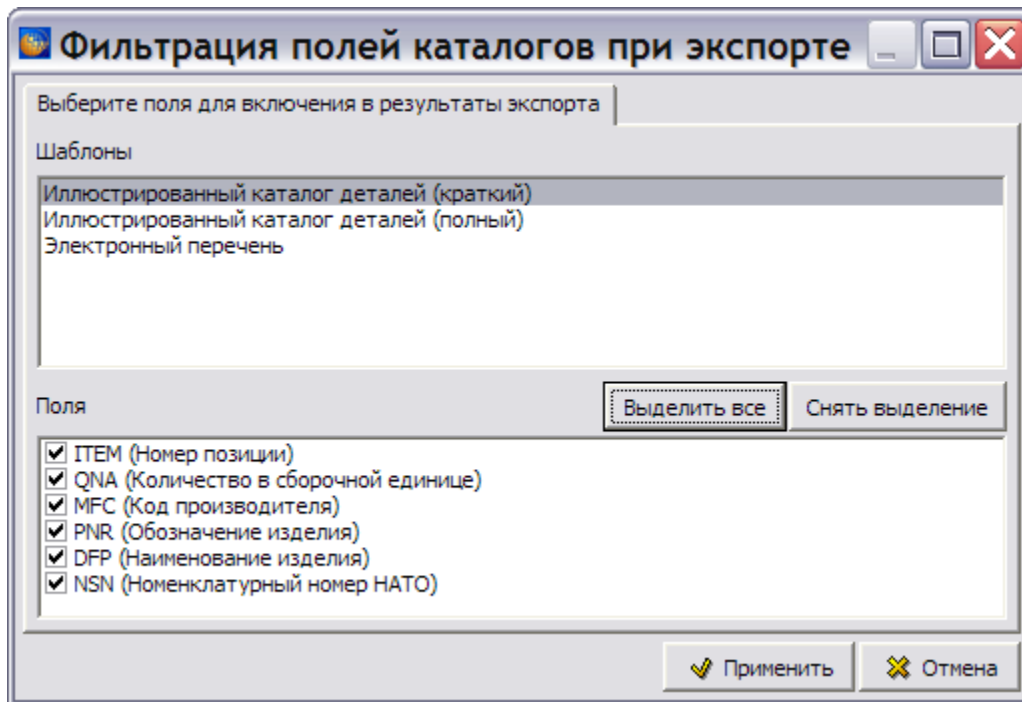 Фильтрация полей каталогов при экспорте
Выберите поля для включения в результаты экспорта
Шаблоны
Иллюстрированный каталог деталей (краткий)
Иллюстрированный каталог деталей (полный)
Электронный перечень
Поля
Выделить все
Снять выделение
ITEM (Номер позиции)
QNA (Количество в сборочной единице)
MFC (Код производителя)
PNR (Обозначение изделия)
DFP (Наименование изделия)
NSN (Номенклатурный номер НАТО)
Применить
Отмена